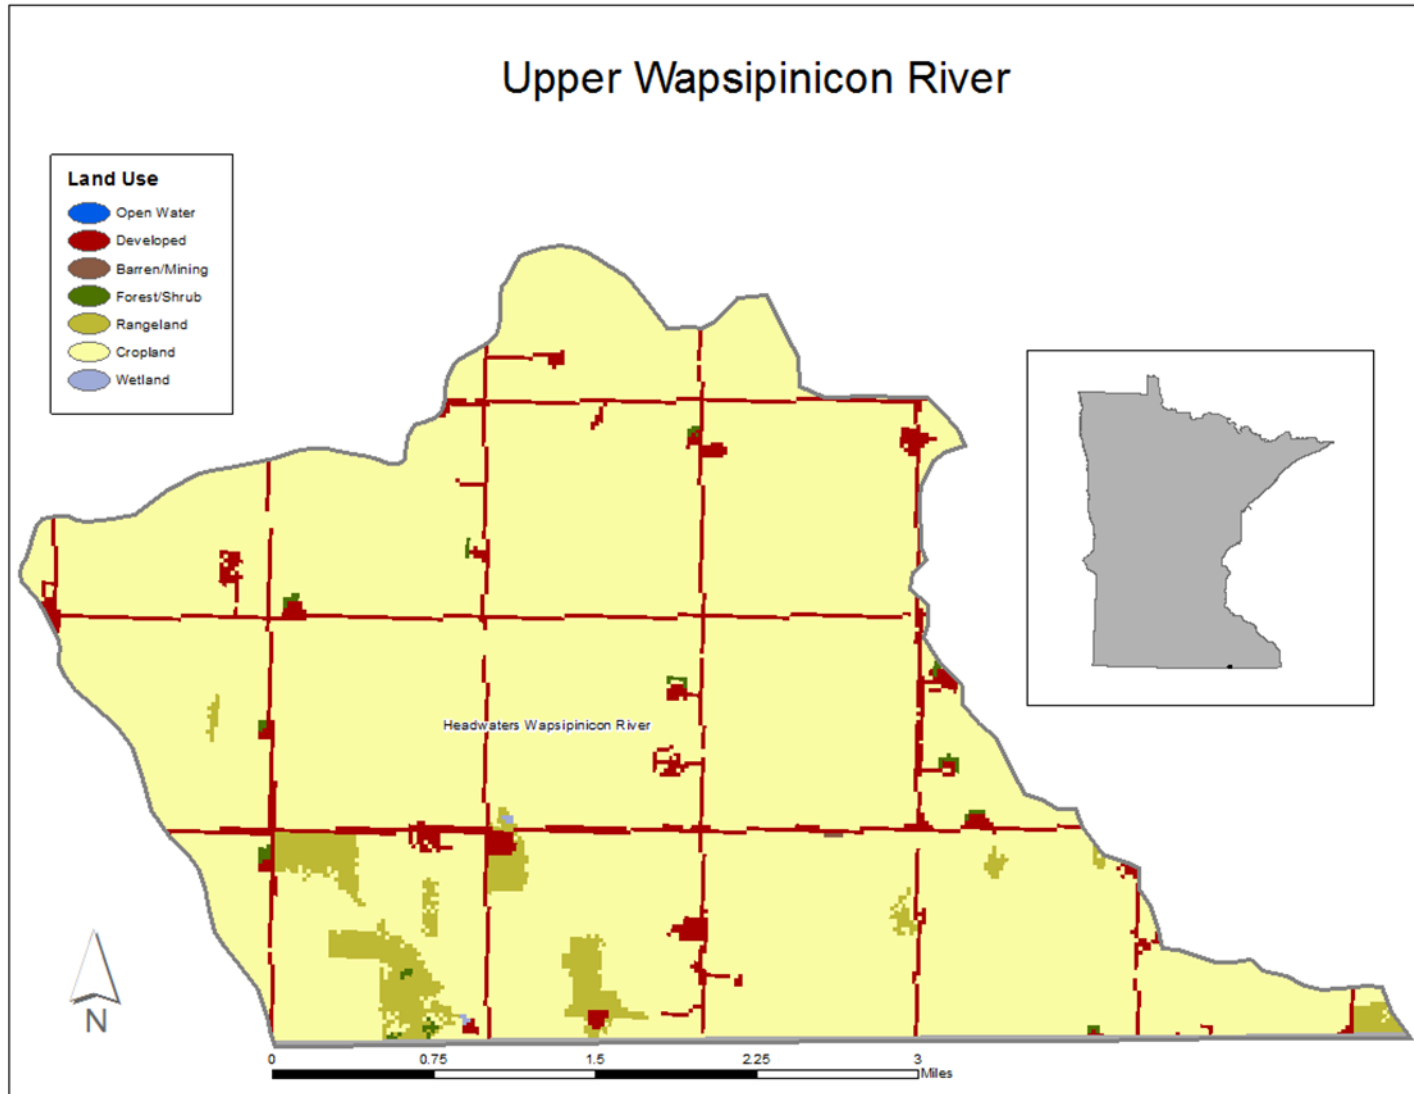 Upper Wapsipinicon River
Land Use
Open Water
Developed
Barren/Mining
Forest/Shrub
Rangeland
Cropland
Wetland
Headwaters Wapsipinicon River
N
0 0.75 1.5 2.25 3
Miles